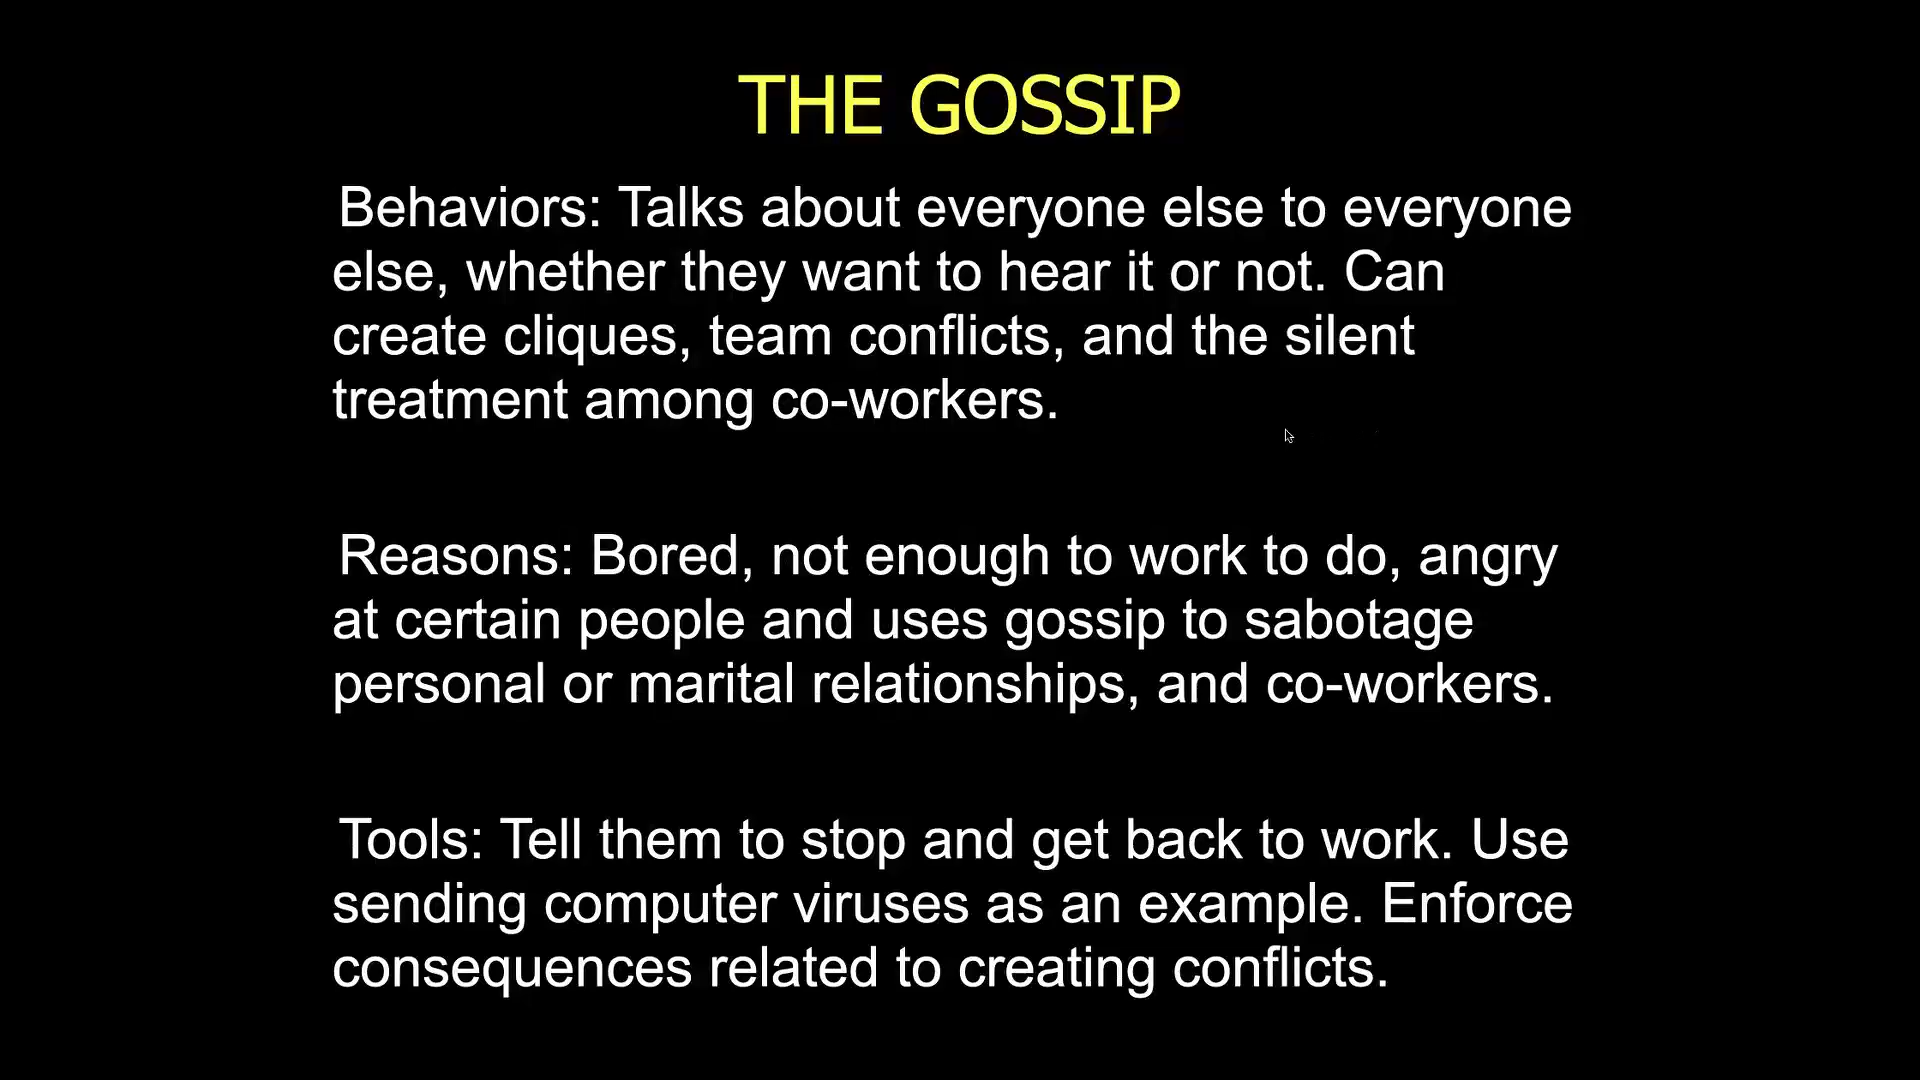 THE GOSSIP
Behaviors: Talks about everyone else to everyone
else, whether they want to hear it or not. Can
create cliques, team conflicts, and the silent
treatment among co-workers.
Reasons: Bored, not enough to work to do, angry
at certain people and uses gossip to sabotage
personal or marital relationships, and co-workers.
Tools: Tell them to stop and get back to work. Use
sending computer viruses as an example. Enforce
consequences related to creating conflicts.